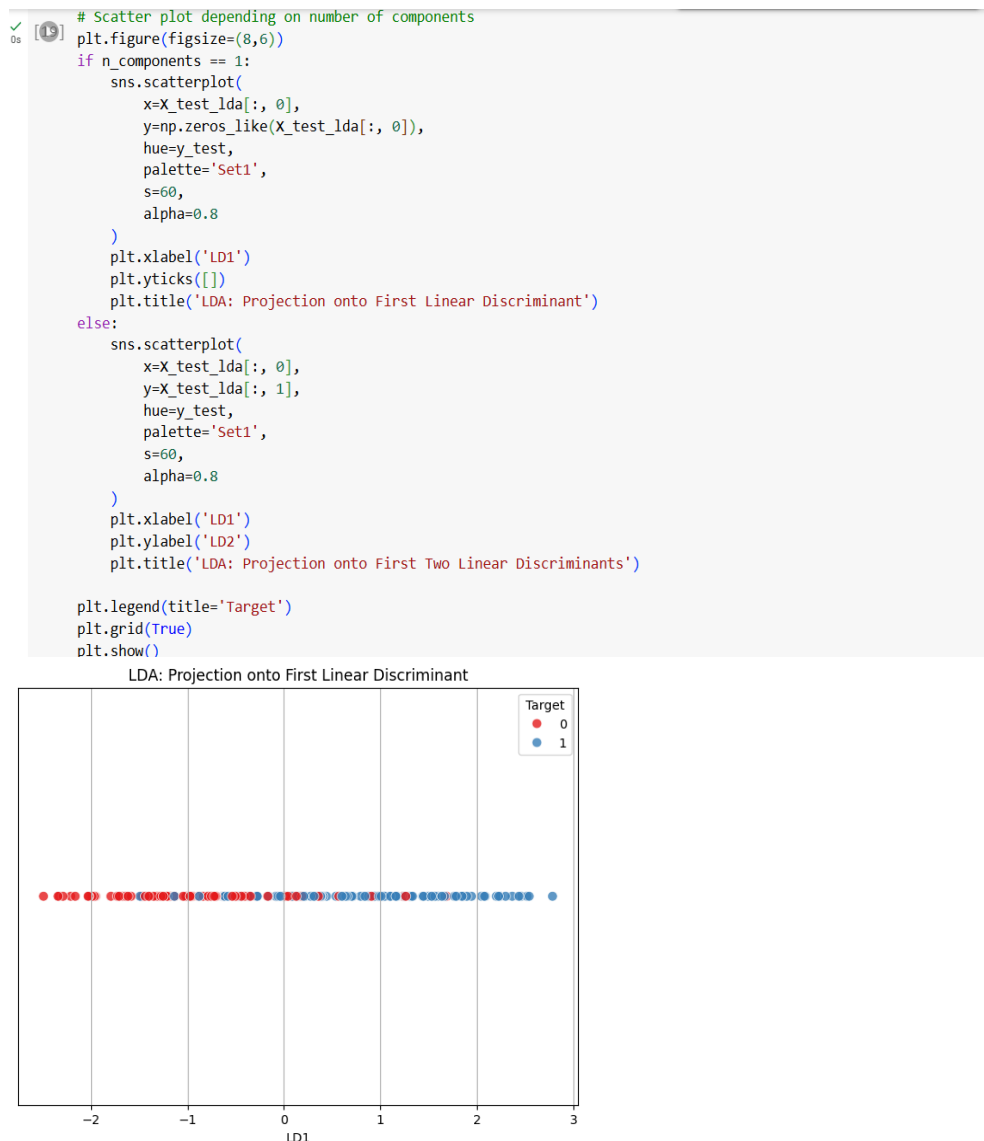 # Scatter plot depending on number of components
0s
plt.figure(figsize=(8,6))
if n_components == 1:
    sns.scatterplot(
        x=X_test_lda[:, 0],
        y=np.zeros_like(X_test_lda[:, 0]),
        hue=y_test,
        palette='Set1',
        s=60,
        alpha=0.8
    )
    plt.xlabel('LD1')
    plt.yticks([])
    plt.title('LDA: Projection onto First Linear Discriminant')
else:
    sns.scatterplot(
        x=X_test_lda[:, 0],
        y=X_test_lda[:, 1],
        hue=y_test,
        palette='Set1',
        s=60,
        alpha=0.8
    )
    plt.xlabel('LD1')
    plt.ylabel('LD2')
    plt.title('LDA: Projection onto First Two Linear Discriminants')
plt.legend(title='Target')
plt.grid(True)
plt.show()
LDA: Projection onto First Linear Discriminant
Target
0
1
−2 −1 0 1 2 3
LD1